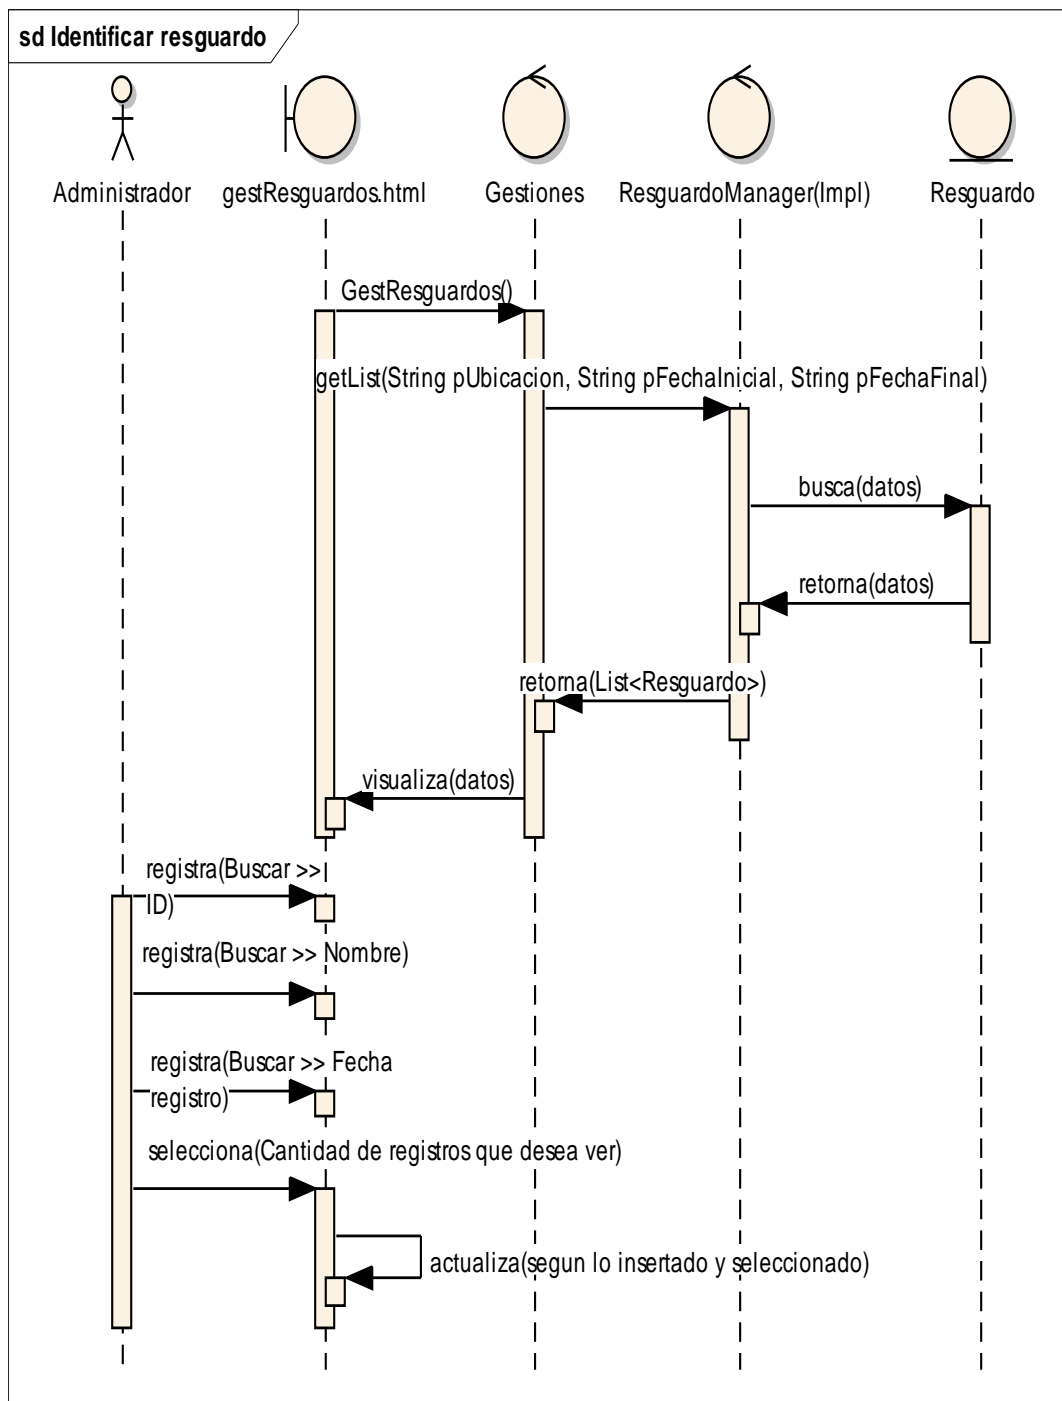 sd Identificar resguardo
Administrador
gestResguardos.html
Gestiones
ResguardoManager(Impl)
Resguardo
GestResguardos()
getList(String pUbicacion, String pFechaInicial, String pFechaFinal)
busca(datos)
retorna(datos)
retorna(List<Resguardo>)
visualiza(datos)
registra(Buscar >>
ID)
registra(Buscar >> Nombre)
registra(Buscar >> Fecha
registro)
selecciona(Cantidad de registros que desea ver)
actualiza(segun lo insertado y seleccionado)